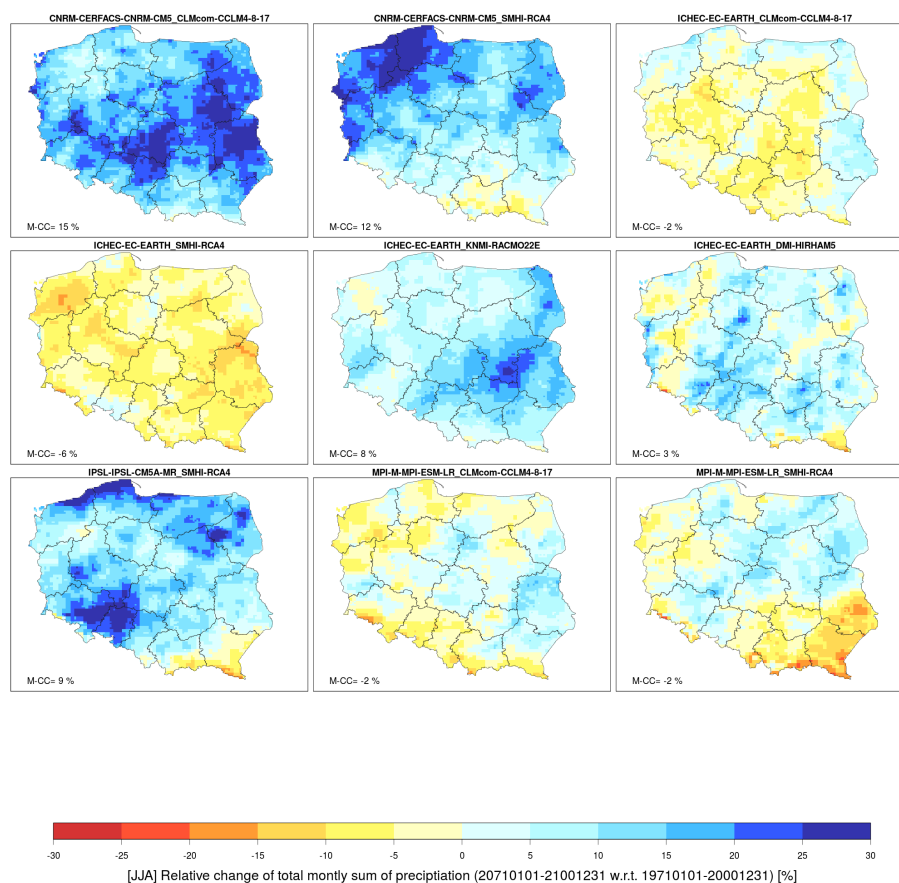 CNRM-CERFACS-CNRM-CM5_CLMcom-CCLM4-8-17
CNRM-CERFACS-CNRM-CM5_SMHI-RCA4
ICHEC-EC-EARTH_CLMcom-CCLM4-8-17
M-CC= 15 %
M-CC= 12 %
M-CC= -2 %
ICHEC-EC-EARTH_SMHI-RCA4
ICHEC-EC-EARTH_KNMI-RACMO22E
ICHEC-EC-EARTH_DMI-HIRHAM5
M-CC= -6 %
M-CC= 8 %
M-CC= 3 %
IPSL-IPSL-CM5A-MR_SMHI-RCA4
MPI-M-MPI-ESM-LR_CLMcom-CCLM4-8-17
MPI-M-MPI-ESM-LR_SMHI-RCA4
M-CC= 9 %
M-CC= -2 %
M-CC= -2 %
-30 -25 -20 -15 -10 -5 0 5 10 15 20 25 30
[JJA] Relative change of total montly sum of preciptiation (20710101-21001231 w.r.t. 19710101-20001231) [%]